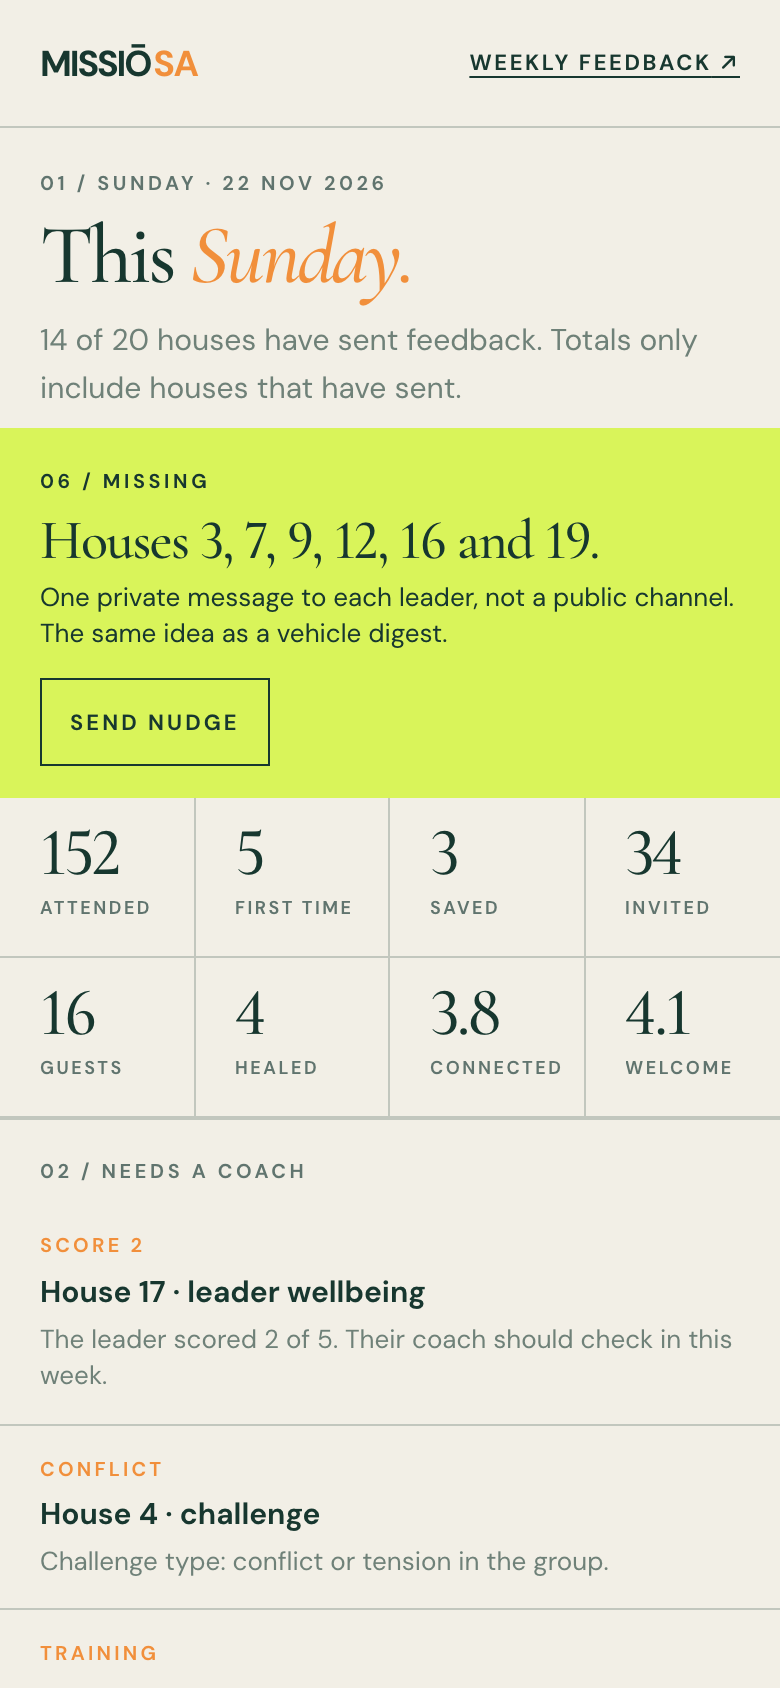 MISSIŌSA
WEEKLY FEEDBACK ↗
01 / SUNDAY · 22 NOV 2026
This Sunday.
14 of 20 houses have sent feedback. Totals only
include houses that have sent.
06 / MISSING
Houses 3, 7, 9, 12, 16 and 19.
One private message to each leader, not a public channel.
The same idea as a vehicle digest.
SEND NUDGE
152
ATTENDED
5
FIRST TIME
3
SAVED
34
INVITED
16
GUESTS
4
HEALED
3.8
CONNECTED
4.1
WELCOME
02 / NEEDS A COACH
SCORE 2
House 17 · leader wellbeing
The leader scored 2 of 5. Their coach should check in this
week.
CONFLICT
House 4 · challenge
Challenge type: conflict or tension in the group.
TRAINING